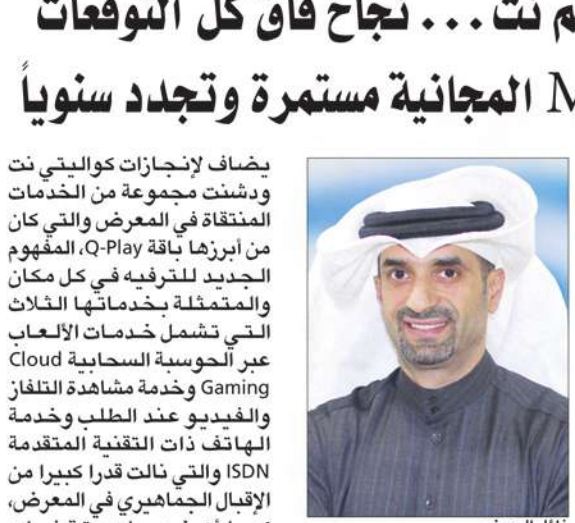 نت... نجاح فاق كل التوقعات
المجانية مستمرة وتجدد سنوياً
يضاف لإنجازات كواليتي نت
ودشنت مجموعة من الخدمات
المنتقاة في المعرض والتي كان
من أبرزها باقة Q-Play، المفهوم
الجديد للترفيه في كل مكان
والمتمثلة بخدماتها الثلاث
التي تشمل خدمات الألعاب
عبر الحوسبة السحابية Cloud
Gaming وخدمة مشاهدة التلفاز
والفيديو عند الطلب وخدمة
الهاتف ذات التقنية المتقدمة
ISDN والتي نالت قدرا كبيرا من
الإقبال الجماهيري في المعرض،